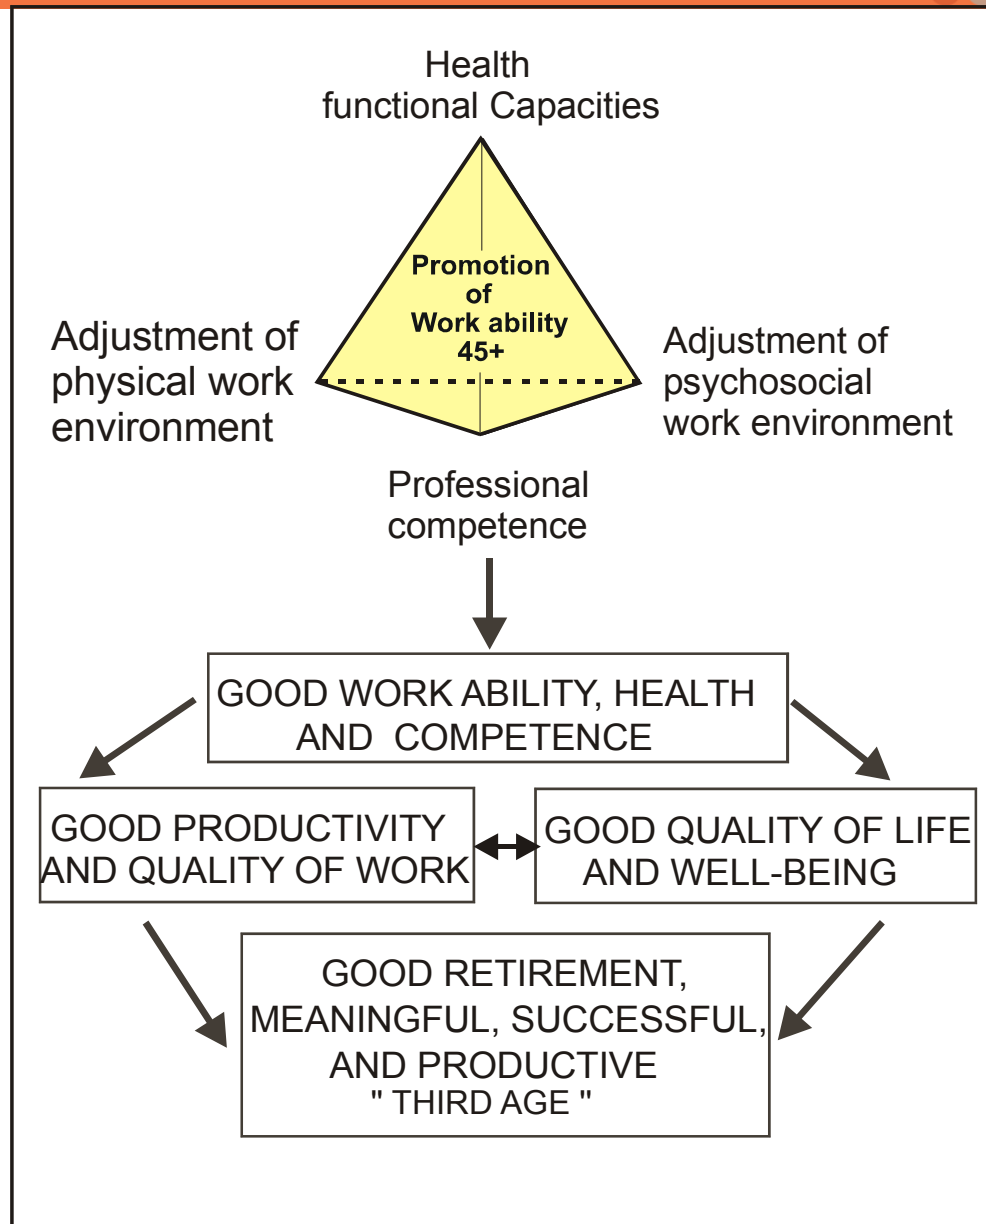 Health
functional Capacities
Promotion
of
Work ability
45+
Adjustment of
physical work
environment
Adjustment of
psychosocial
work environment
Professional
competence
GOOD WORK ABILITY, HEALTH
AND COMPETENCE
GOOD PRODUCTIVITY
AND QUALITY OF WORK
GOOD QUALITY OF LIFE
AND WELL-BEING
GOOD RETIREMENT,
MEANINGFUL, SUCCESSFUL,
AND PRODUCTIVE
" THIRD AGE "